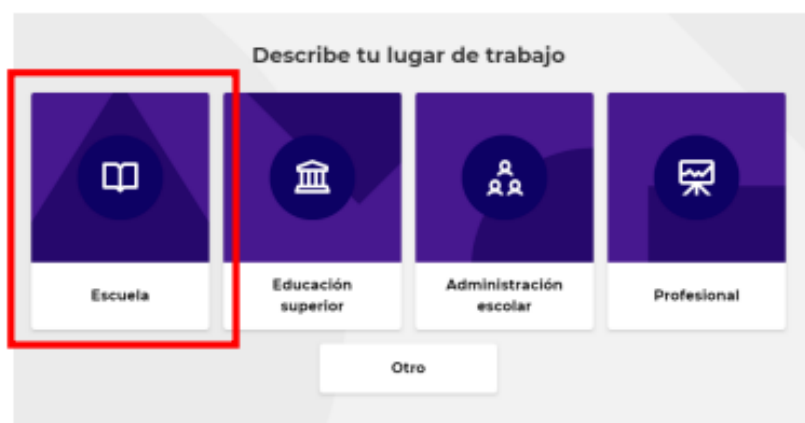 Describe tu lugar de trabajo
Escuela
Educación
superior
Administración
escolar
Profesional
Otro